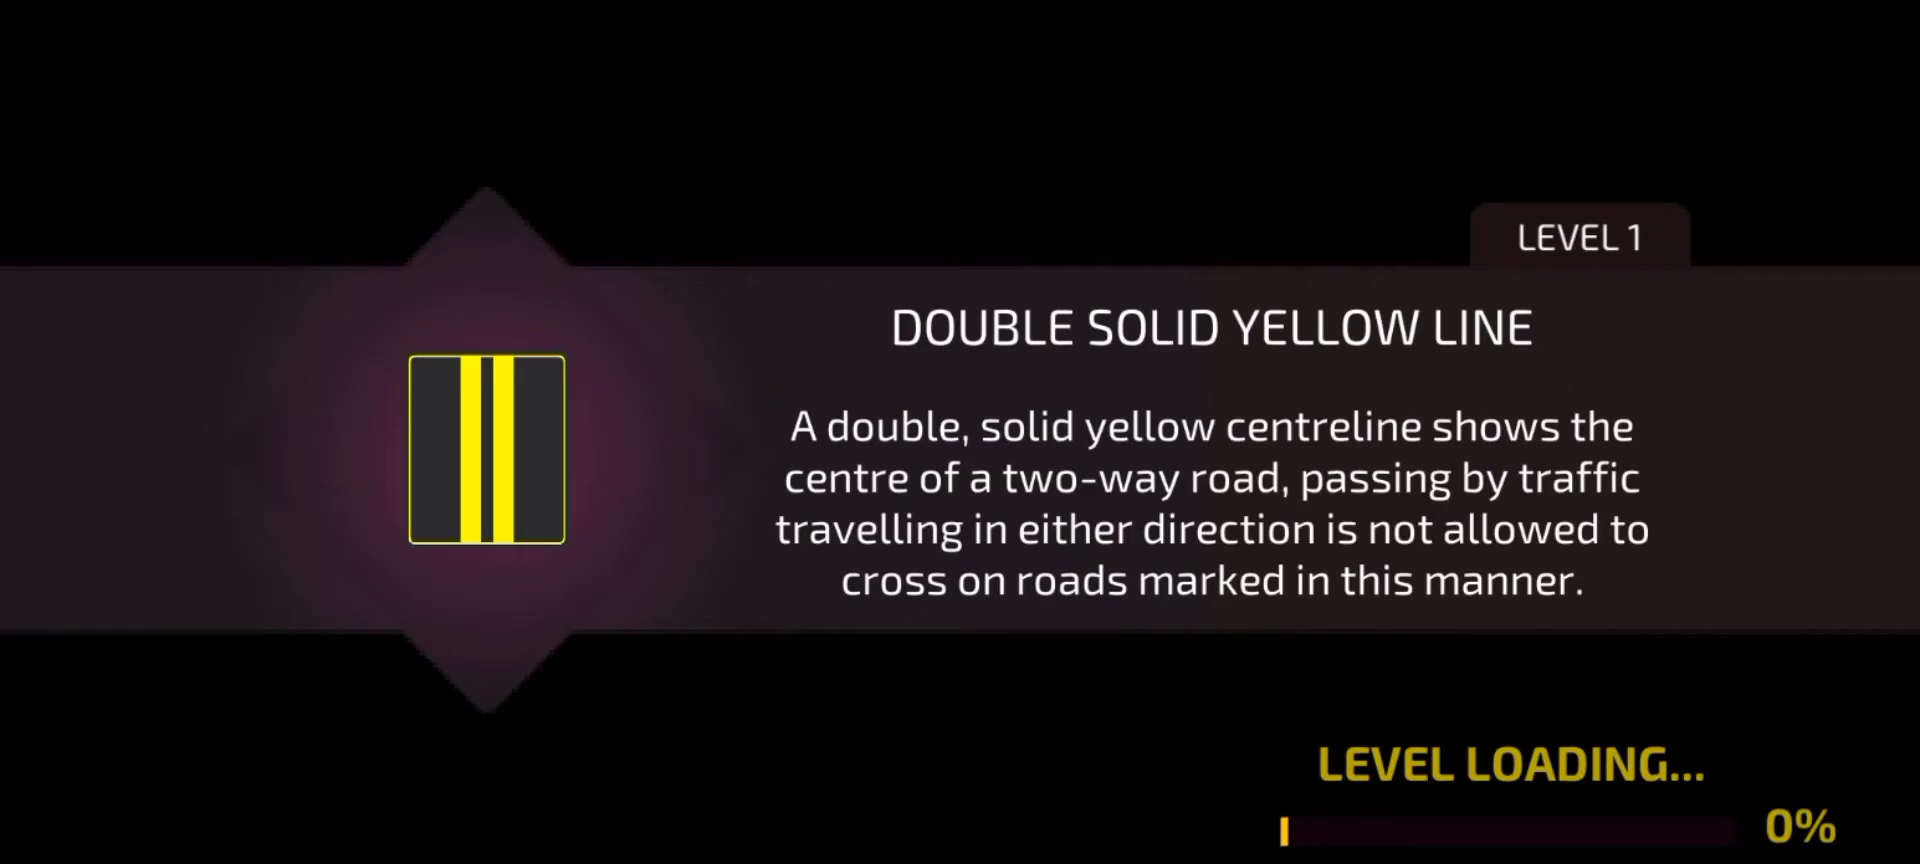 LEVEL 1
DOUBLE SOLID YELLOW LINE
A double, solid yellow centreline shows the
centre of a two-way road, passing by traffic
travelling in either direction is not allowed to
cross on roads marked in this manner.
LEVEL LOADING...
0%